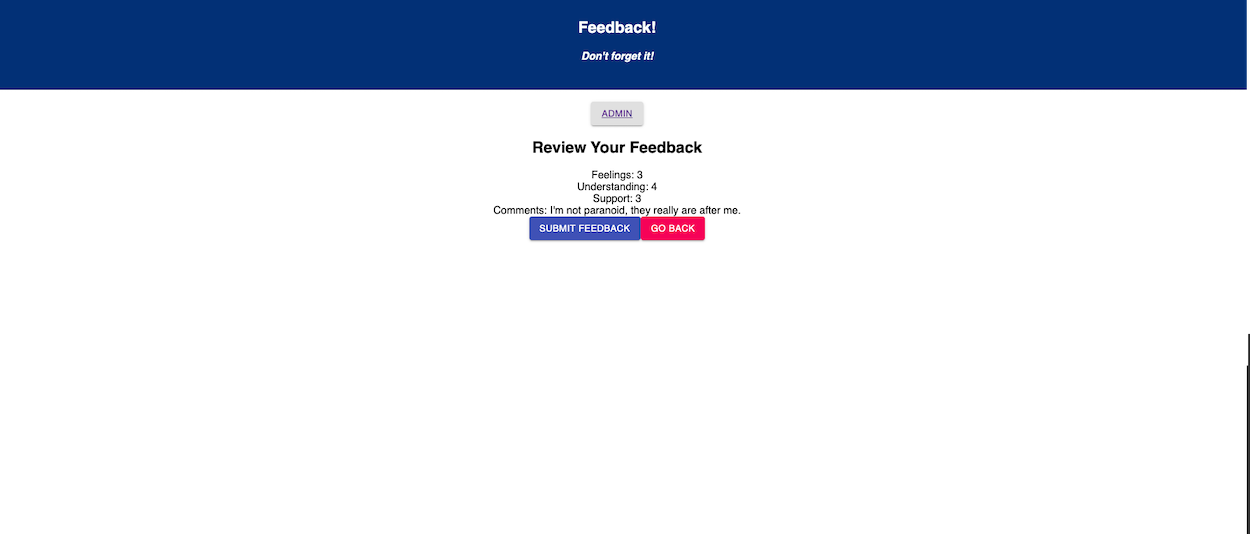 Feedback!
Don't forget it!
ADMIN
Review Your Feedback
Feelings: 3
Understanding: 4
Support: 3
Comments: I'm not paranoid, they really are after me.
SUBMIT FEEDBACK GO BACK